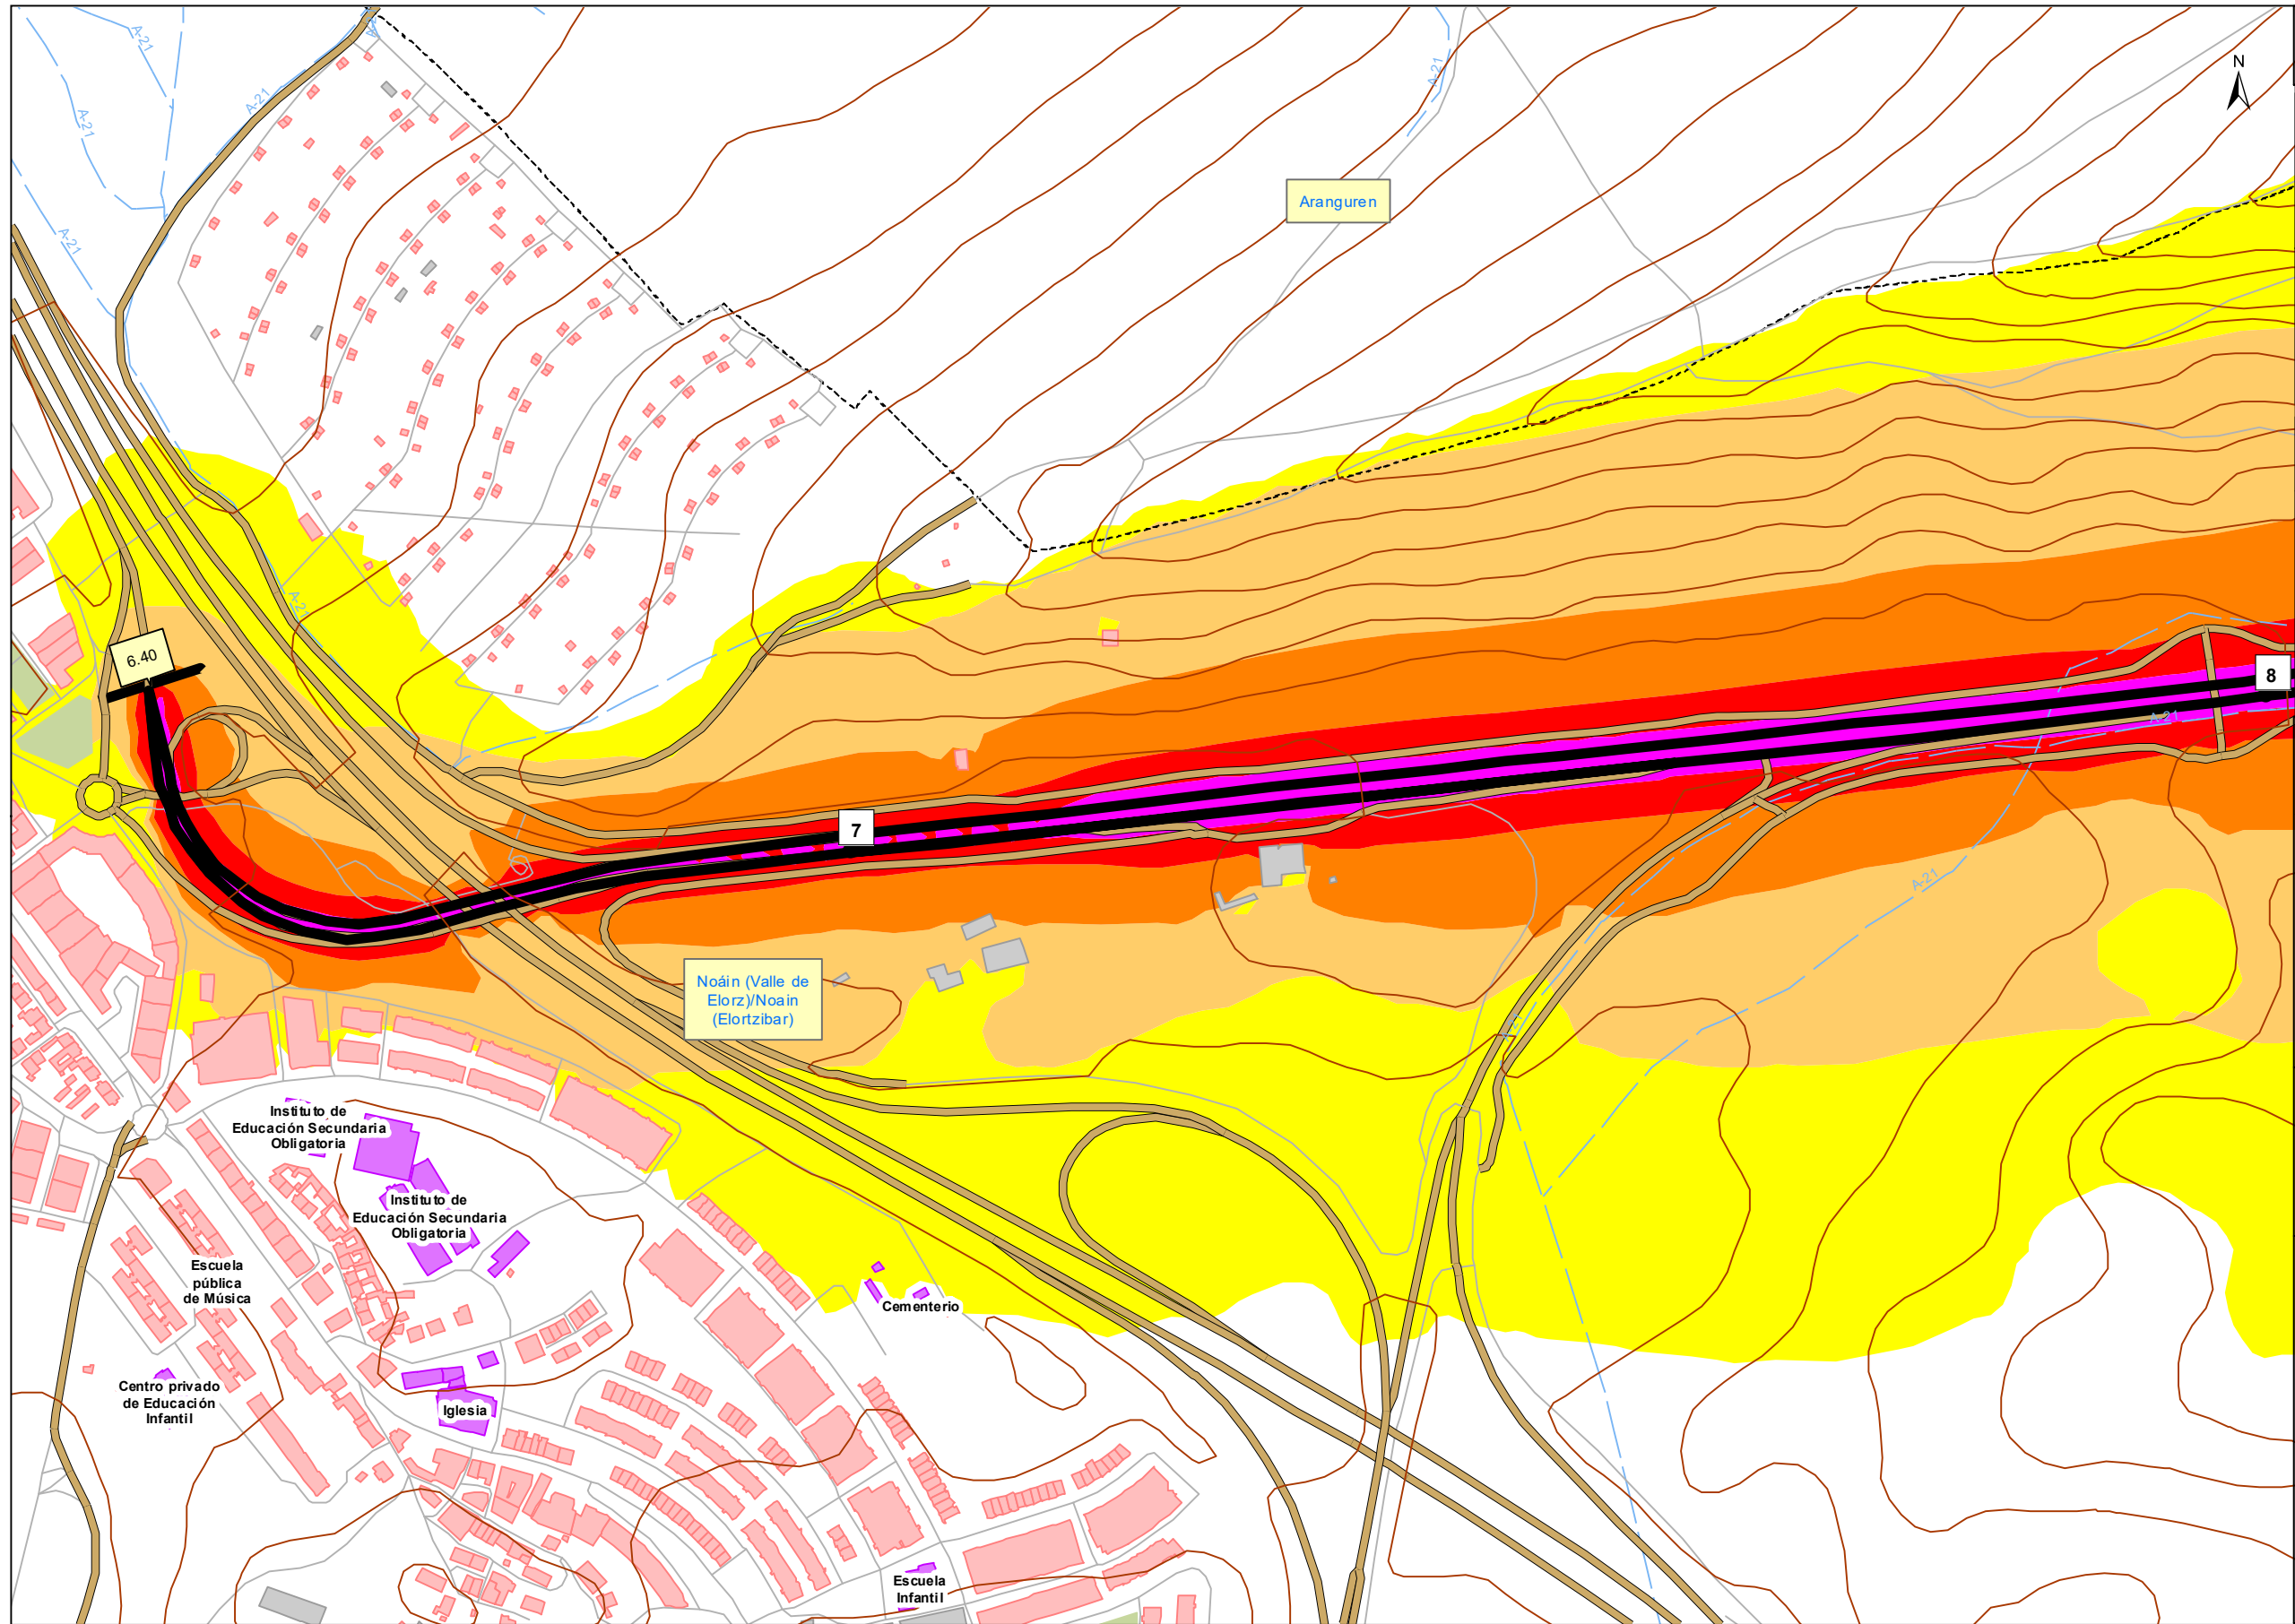 A-21
A-21
A-21
A-21
A-21
A-21
N
Aranguren
A-21
6.40
8
A-21
7
A-21
Noáin (Valle de
Elorz)/Noain
(Elortzibar)
Instituto de
Educación Secundaria
Obligatoria
Instituto de
Educación Secundaria
Obligatoria
Escuela
pública
de Música
Cementerio
Centro privado
de Educación
Infantil
Iglesia
Escuela
Infantil